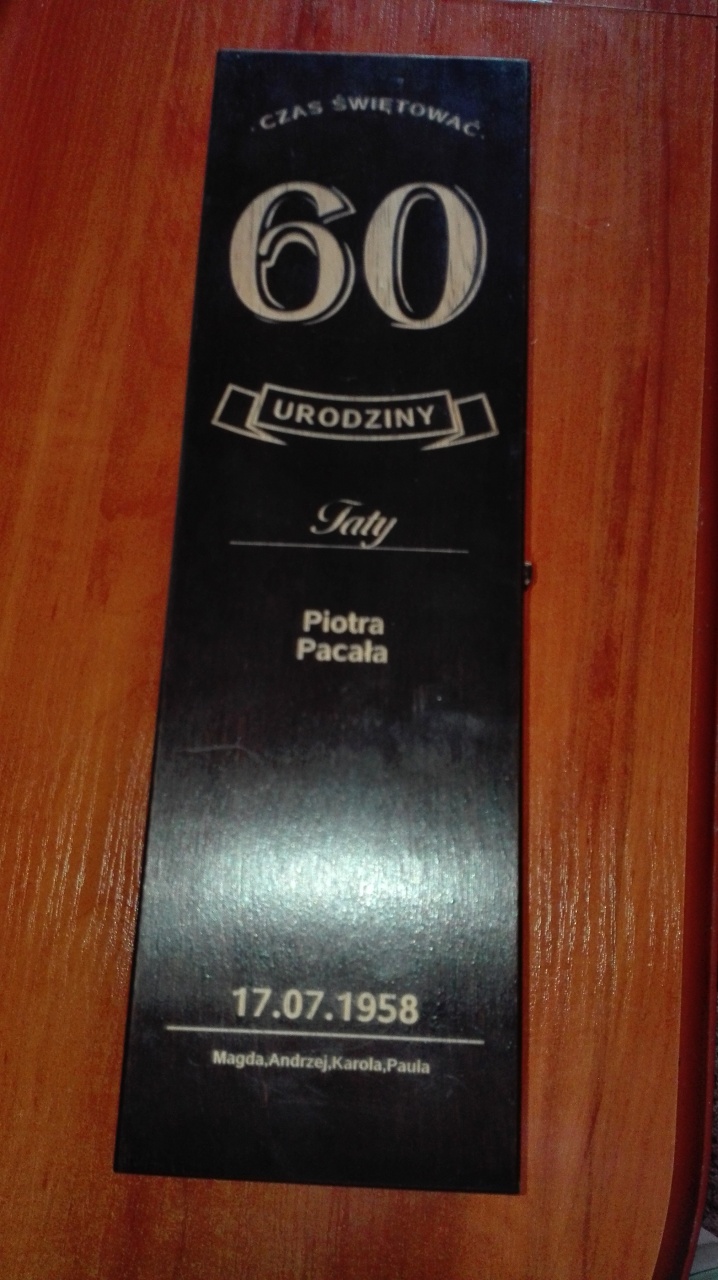 · CZAS ŚWIĘTOWAĆ ·
60
URODZINY
Taty
Piotra
Pacała
17.07.1958
Magda,Andrzej,Karola,Paula